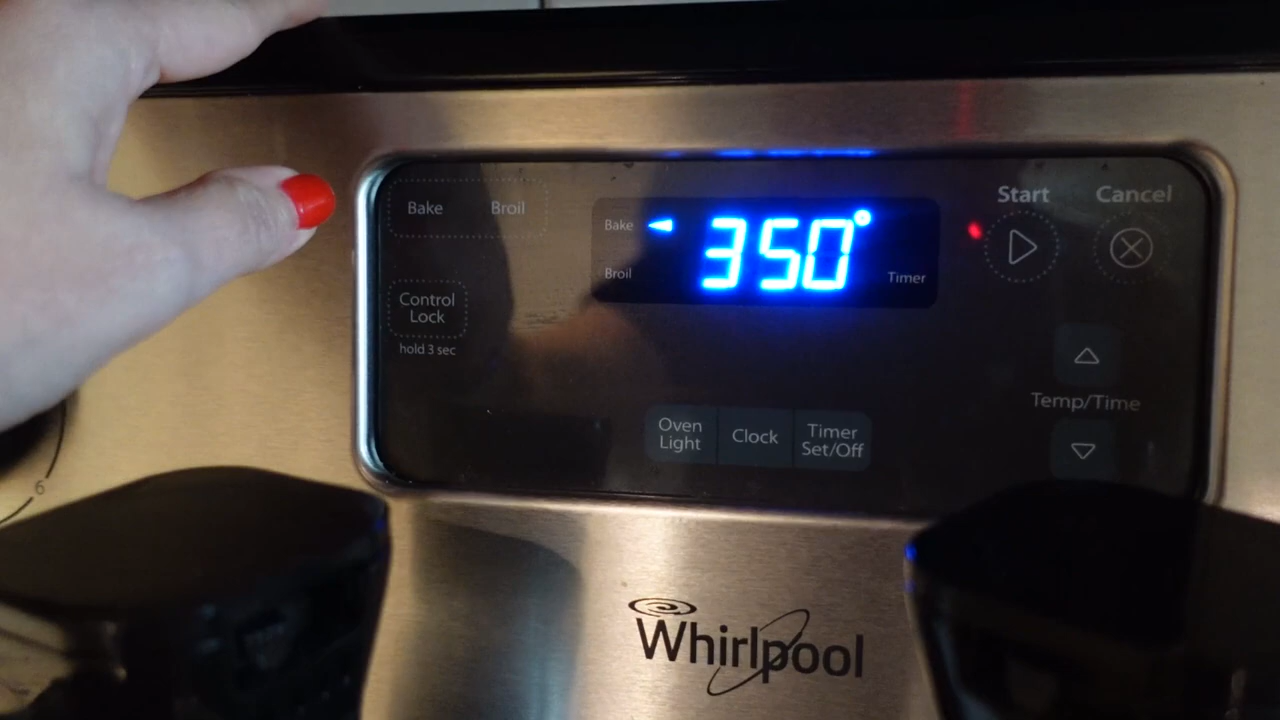 Bake Broil
Control
Lock
hold 3 sec
Bake
350°
Broil
Timer
Start Cancel
Temp/Time
Oven
Light
Clock
Timer
Set/Off
6
Whirlpool